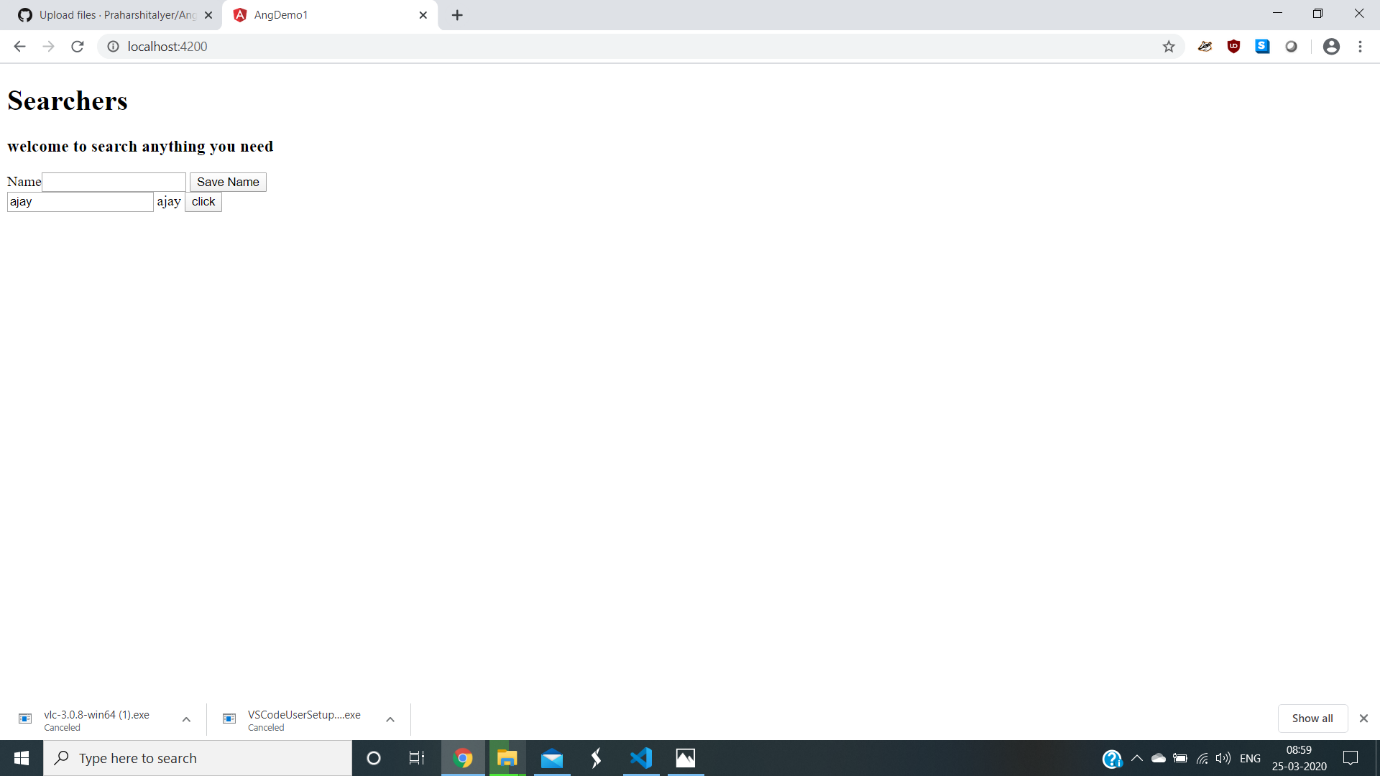 Upload files · PraharshitaIyer/Ang
AngDemo1
localhost:4200
Searchers
welcome to search anything you need
Name Save Name
ajay ajay click
vlc-3.0.8-win64 (1).exe
Canceled
VSCodeUserSetup....exe
Canceled
Show all
Type here to search
ENG
08:59
25-03-2020